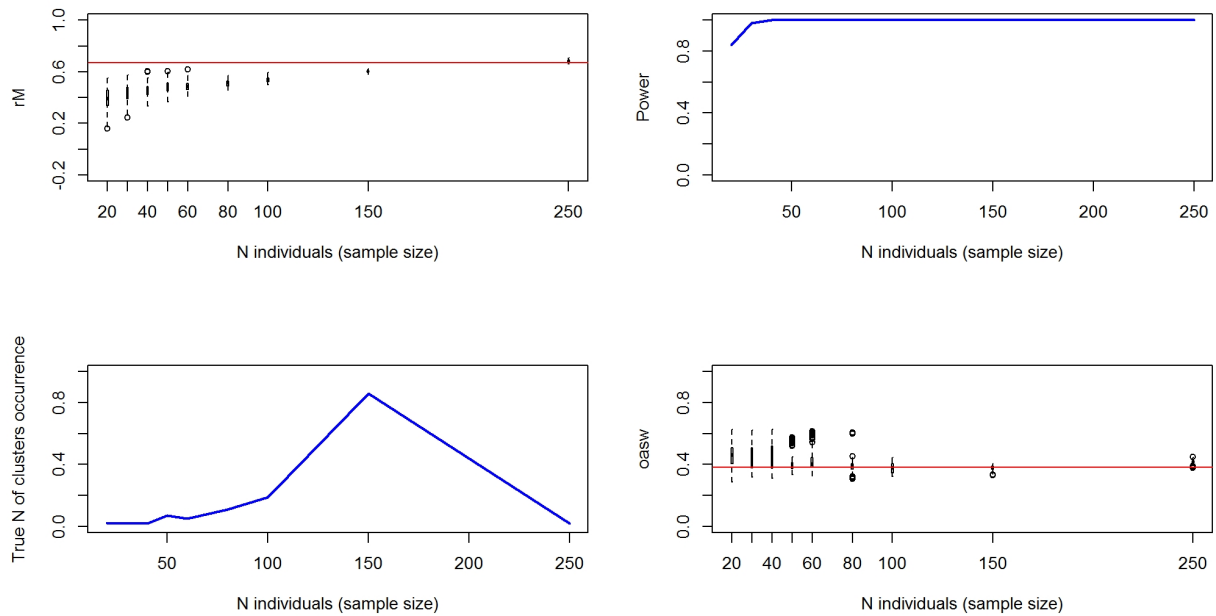 rM
1.0
0.6
0.2
-0.2
20 40 60 80 100 150 250
N individuals (sample size)
Power
0.8
0.4
0.0
50 100 150 200 250
N individuals (sample size)
True N of clusters occurrence
0.8
0.4
0.0
50 100 150 200 250
N individuals (sample size)
oasw
0.8
0.4
0.0
20 40 60 80 100 150 250
N individuals (sample size)